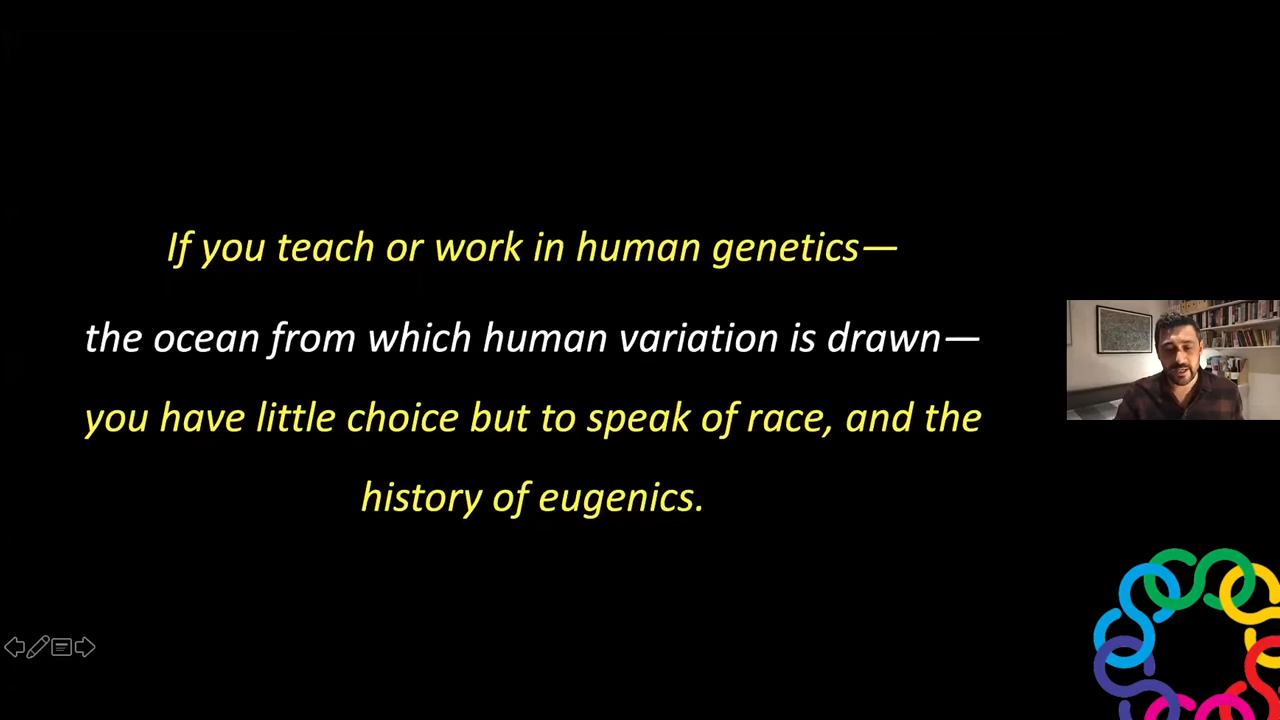 If you teach or work in human genetics—
the ocean from which human variation is drawn—
you have little choice but to speak of race, and the
history of eugenics.